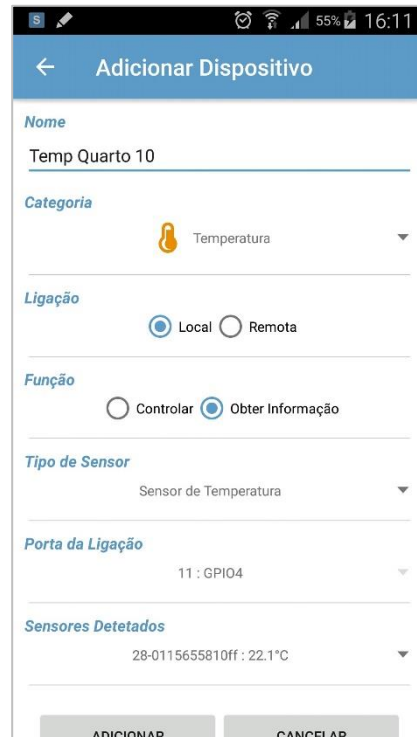 S 55% 16:11
Adicionar Dispositivo
Nome
Temp Quarto 10
Categoria
Temperatura
Ligação
Local Remota
Função
Controlar Obter Informação
Tipo de Sensor
Sensor de Temperatura
Porta da Ligação
11 : GPIO4
Sensores Detetados
28-0115655810ff : 22.1°C
ADICIONAR CANCELAR